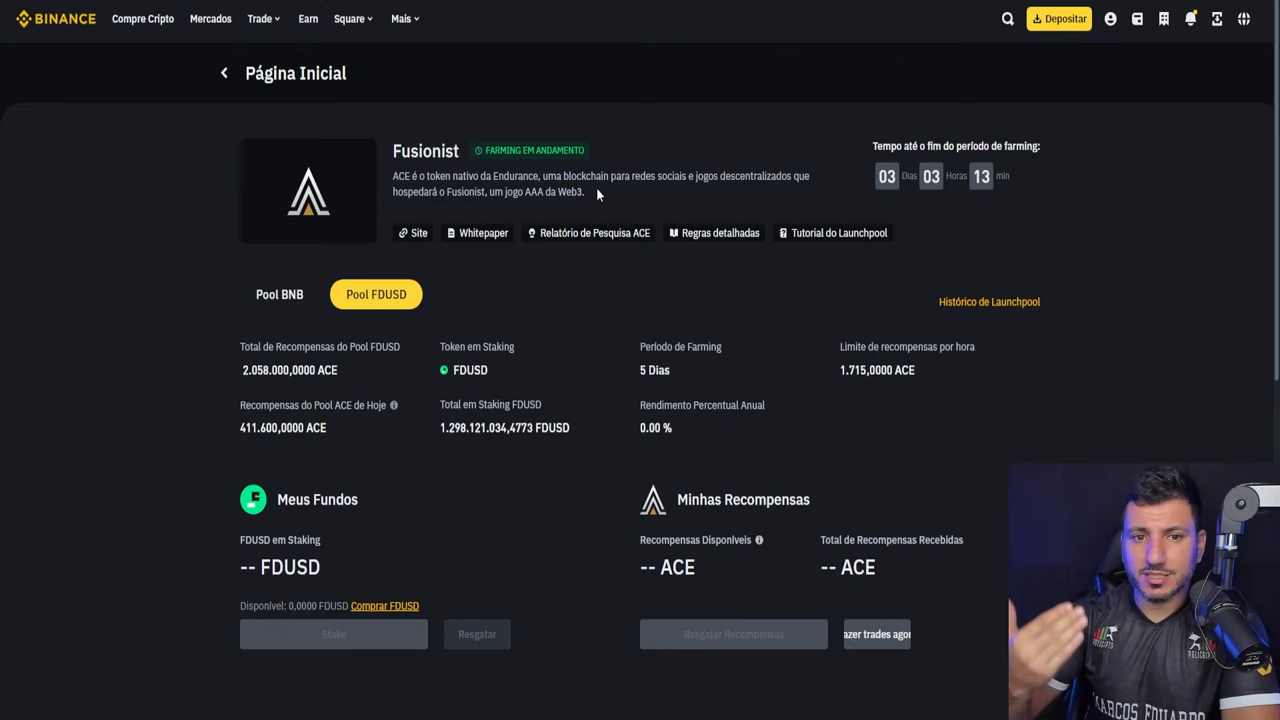 BINANCE Compre Cripto Mercados Trade Earn Square Mais Depositar
Página Inicial
Fusionist FARMING EM ANDAMENTO
Tempo até o fim do período de farming:
ACE é o token nativo da Endurance, uma blockchain para redes sociais e jogos descentralizados que
hospedará o Fusionist, um jogo AAA da Web3.
03 Dias 03 Horas 13 min
Site Whitepaper Relatório de Pesquisa ACE Regras detalhadas Tutorial do Launchpool
Pool BNB Pool FDUSD
Histórico de Launchpool
Total de Recompensas do Pool FDUSD Token em Staking Período de Farming Limite de recompensas por hora
2.058.000,0000 ACE FDUSD 5 Dias 1.715,0000 ACE
Recompensas do Pool ACE de Hoje Total em Staking FDUSD Rendimento Percentual Anual
411.600,0000 ACE 1.298.121.034,4773 FDUSD 0.00 %
Meus Fundos Minhas Recompensas
FDUSD em Staking Recompensas Disponíveis Total de Recompensas Recebidas
-- FDUSD -- ACE -- ACE
Disponível: 0,0000 FDUSD Comprar FDUSD
Stake Resgatar Resgatar Recompensas azer trades agor
MARCOS EDUARDO